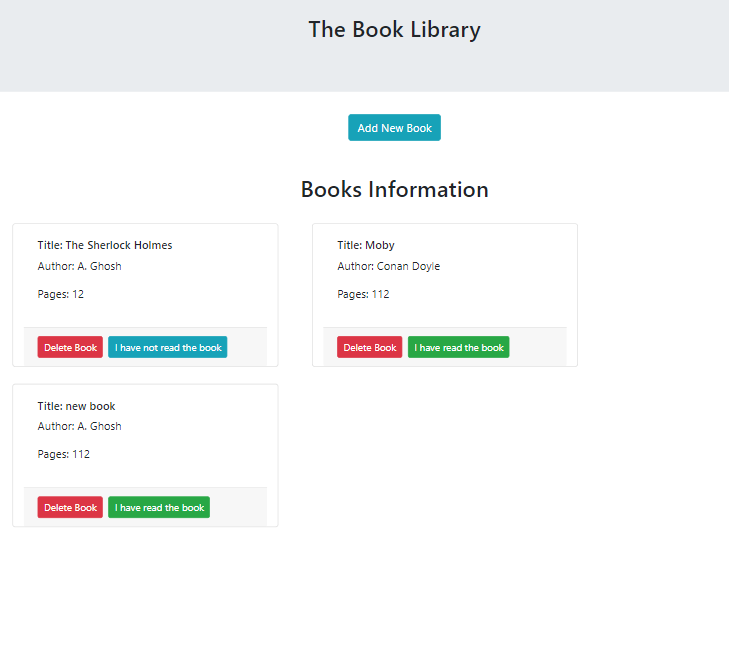 The Book Library
Add New Book
Books Information
Title: The Sherlock Holmes
Author: A. Ghosh
Pages: 12
Delete Book I have not read the book
Title: Moby
Author: Conan Doyle
Pages: 112
Delete Book I have read the book
Title: new book
Author: A. Ghosh
Pages: 112
Delete Book I have read the book